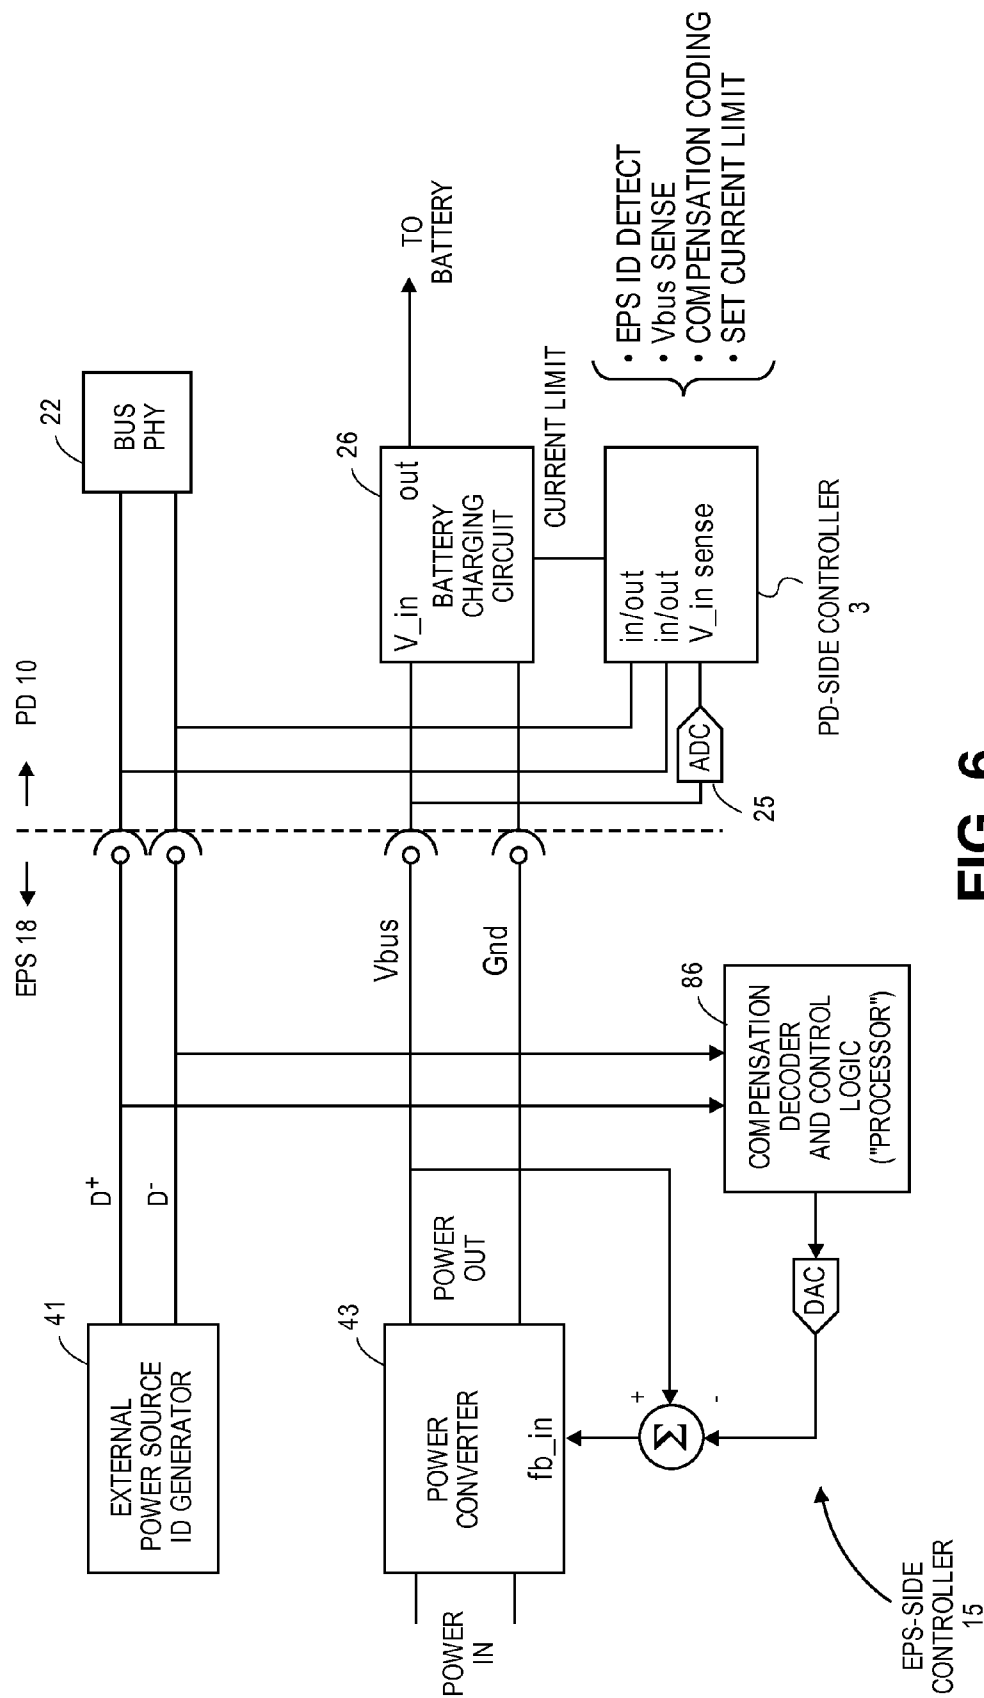 EPS 18
PD 10
41
EXTERNAL
POWER SOURCE
ID GENERATOR
D+
D-
22
BUS
PHY
43
POWER
IN
POWER
CONVERTER
fb_in
POWER
OUT
Vbus
Gnd
26
V_in
out
BATTERY
CHARGING
CIRCUIT
TO
BATTERY
CURRENT LIMIT
in/out
in/out
V_in sense
ADC
25
PD-SIDE CONTROLLER
3
• EPS ID DETECT
• Vbus SENSE
• COMPENSATION CODING
• SET CURRENT LIMIT
+
-
Σ
DAC
86
COMPENSATION
DECODER
AND CONTROL
LOGIC
("PROCESSOR")
EPS-SIDE
CONTROLLER
15
FIG. 6